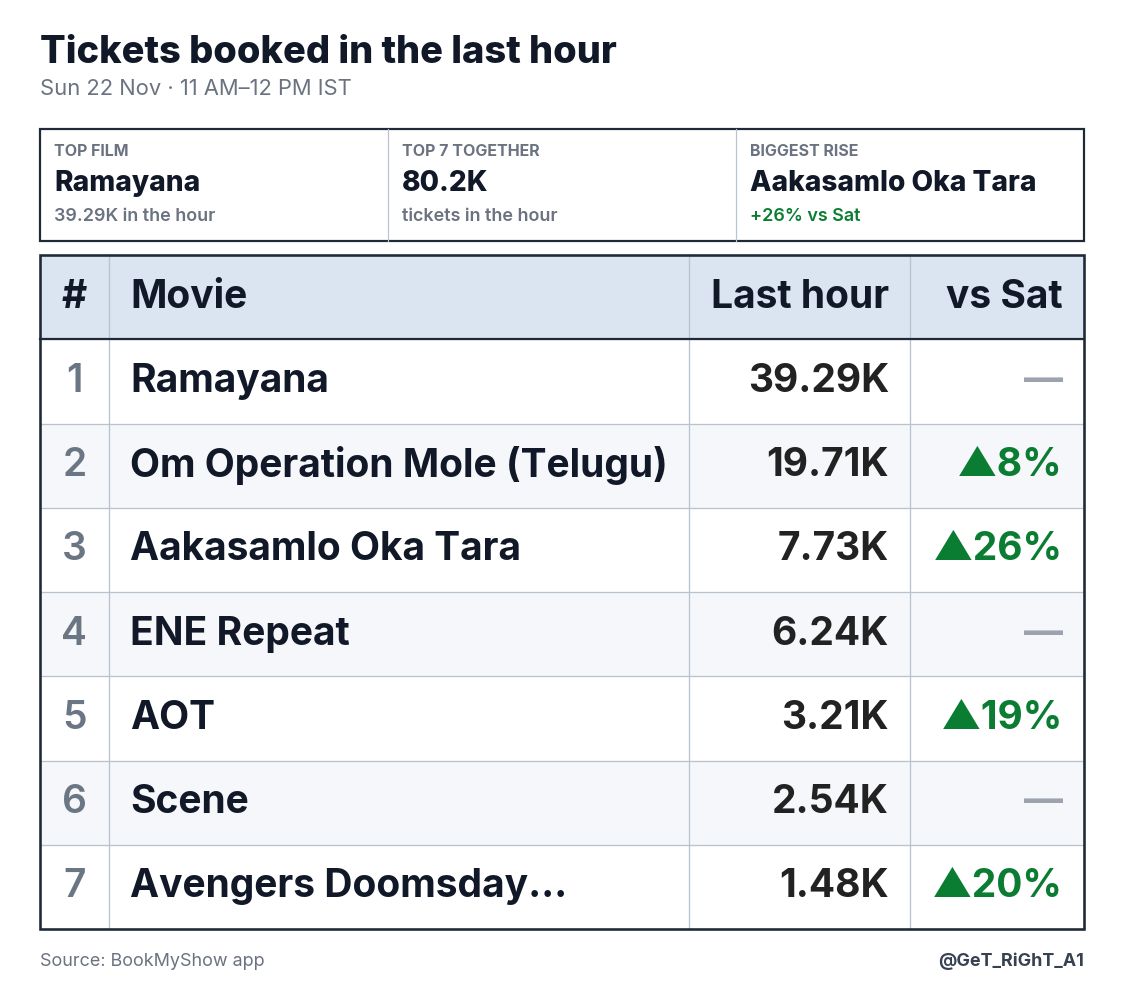 Tickets booked in the last hour
Sun 22 Nov · 11 AM–12 PM IST
TOP FILM
Ramayana
39.29K in the hour
TOP 7 TOGETHER
80.2K
tickets in the hour
BIGGEST RISE
Aakasamlo Oka Tara
+26% vs Sat
# Movie Last hour vs Sat
1 Ramayana 39.29K —
2 Om Operation Mole (Telugu) 19.71K ▲8%
3 Aakasamlo Oka Tara 7.73K ▲26%
4 ENE Repeat 6.24K —
5 AOT 3.21K ▲19%
6 Scene 2.54K —
7 Avengers Doomsday... 1.48K ▲20%
Source: BookMyShow app
@GeT_RiGhT_A1